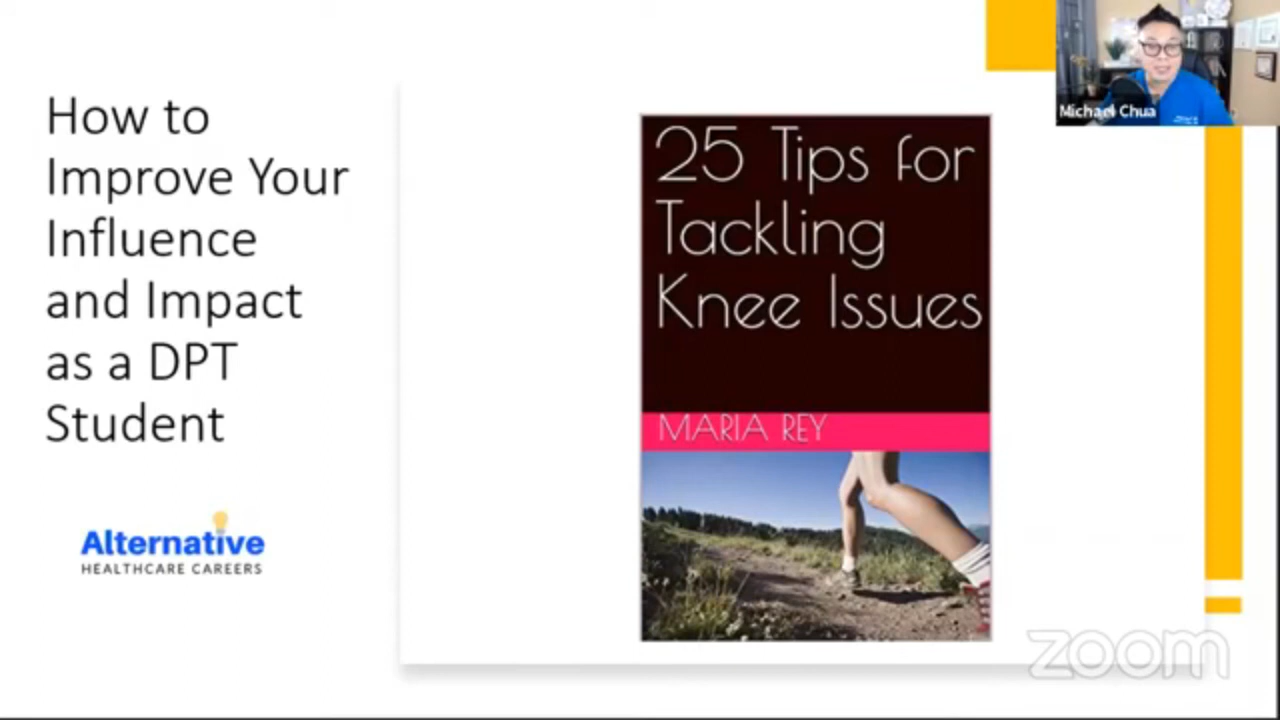 How to
Improve Your
Influence
and Impact
as a DPT
Student
Alternative
HEALTHCARE CAREERS
25 Tips for
Tackling
Knee Issues
MARIA REY
Michael Chua
zoom